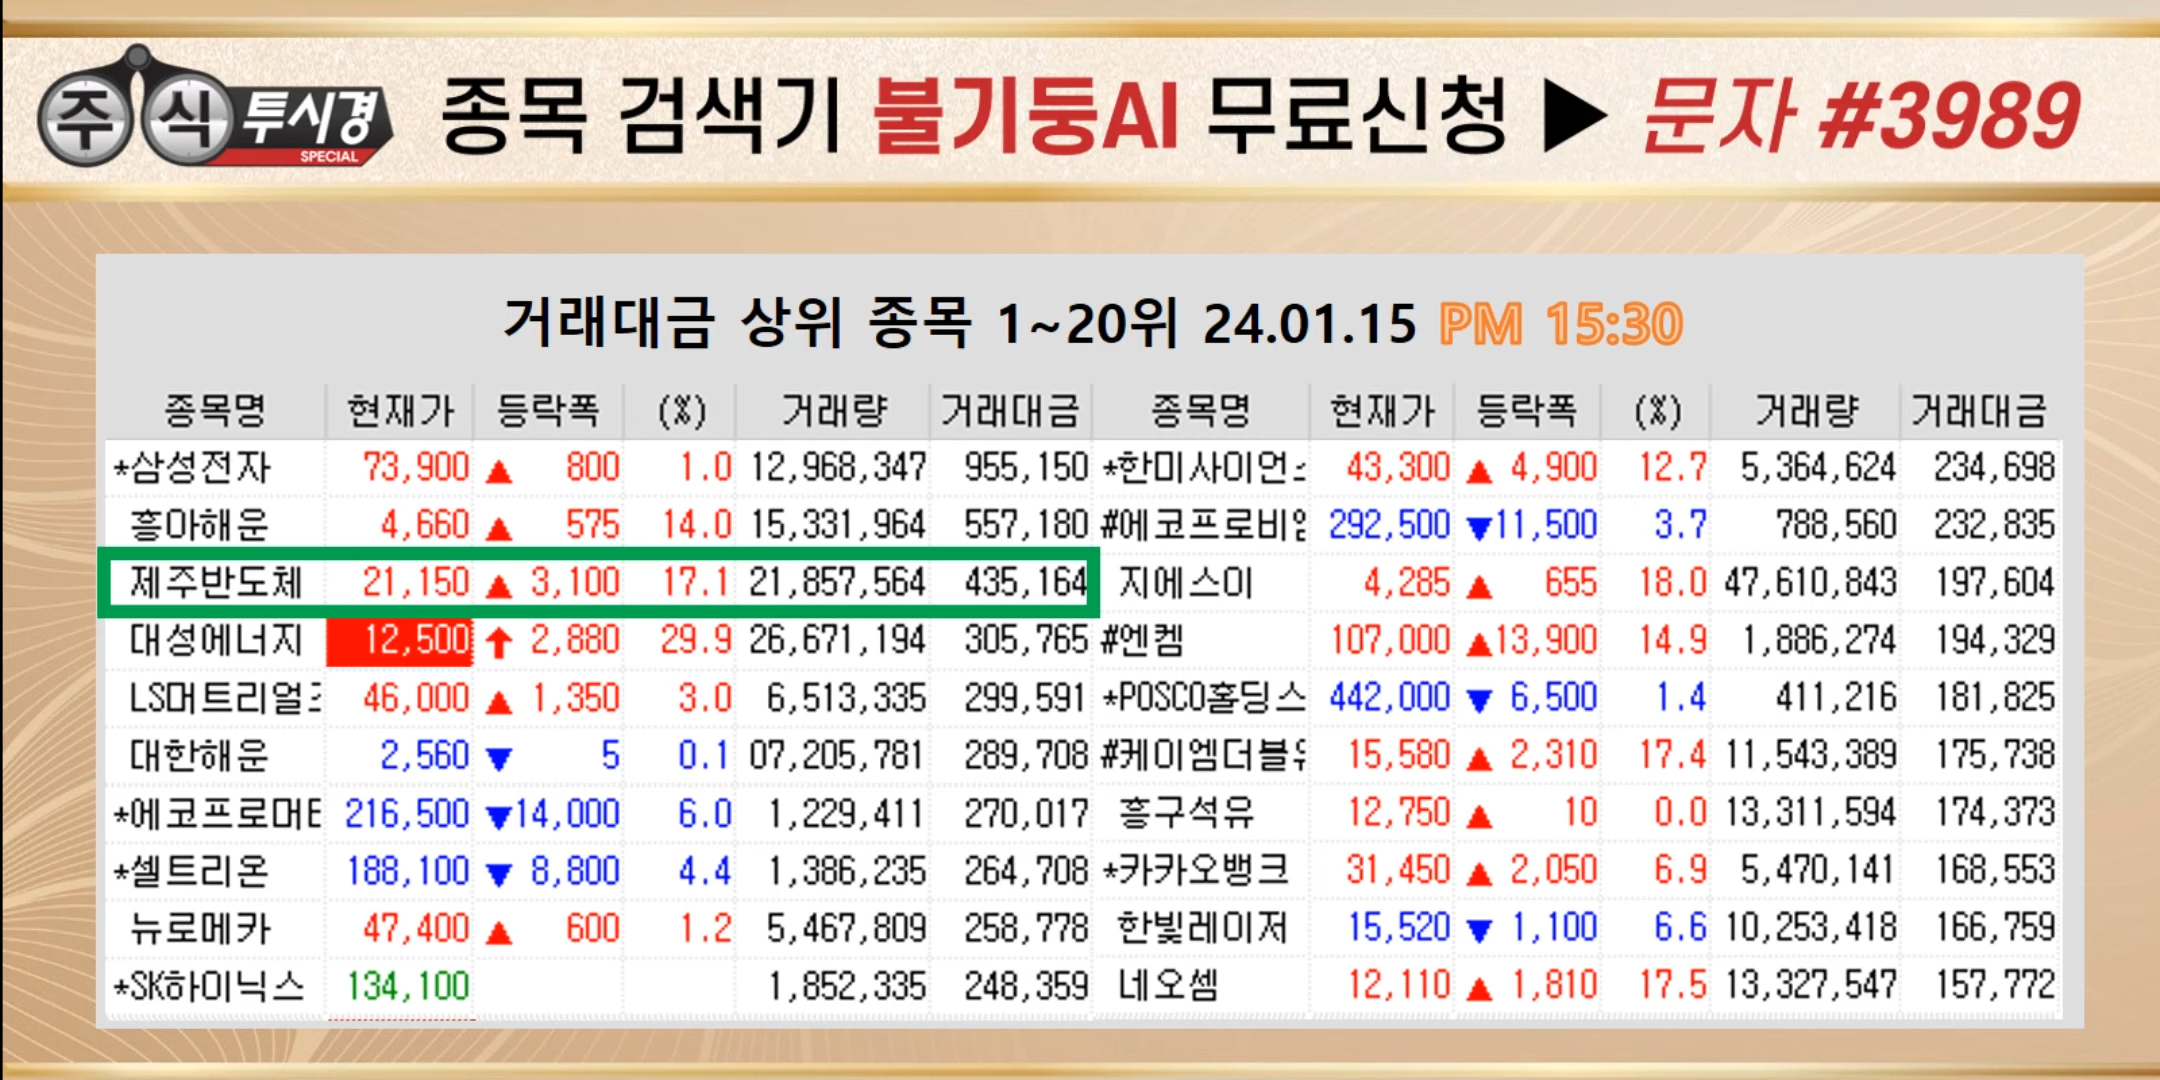 주식투시경
SPECIAL
종목 검색기 불기둥AI 무료신청 ▶ 문자 #3989
거래대금 상위 종목 1~20위 24.01.15 PM 15:30
종목명 현재가 등락폭 (%) 거래량 거래대금 종목명 현재가 등락폭 (%) 거래량 거래대금
*삼성전자 73,900 ▲ 800 1.0 12,968,347 955,150 *한미사이언 43,300 ▲ 4,900 12.7 5,364,624 234,698
흥아해운 4,660 ▲ 575 14.0 15,331,964 557,180 #에코프로비 292,500 ▼ 11,500 3.7 788,560 232,835
제주반도체 21,150 ▲ 3,100 17.1 21,857,564 435,164 지에스이 4,285 ▲ 655 18.0 47,610,843 197,604
대성에너지 12,500 ↑ 2,880 29.9 26,671,194 305,765 #엔켐 107,000 ▲ 13,900 14.9 1,886,274 194,329
LS머트리얼 46,000 ▲ 1,350 3.0 6,513,335 299,591 *POSCO홀딩스 442,000 ▼ 6,500 1.4 411,216 181,825
대한해운 2,560 ▼ 5 0.1 07,205,781 289,708 #케이엠더블 15,580 ▲ 2,310 17.4 11,543,389 175,738
*에코프로머 216,500 ▼ 14,000 6.0 1,229,411 270,017 흥구석유 12,750 ▲ 10 0.0 13,311,594 174,373
*셀트리온 188,100 ▼ 8,800 4.4 1,386,235 264,708 *카카오뱅크 31,450 ▲ 2,050 6.9 5,470,141 168,553
뉴로메카 47,400 ▲ 600 1.2 5,467,809 258,778 한빛레이저 15,520 ▼ 1,100 6.6 10,253,418 166,759
*SK하이닉스 134,100 1,852,335 248,359 네오셈 12,110 ▲ 1,810 17.5 13,327,547 157,772